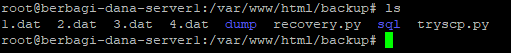 root@berbagi-dana-server1:/var/www/html/backup# ls
1.dat  2.dat  3.dat  4.dat  dump  recovery.py  sql  tryscp.py
root@berbagi-dana-server1:/var/www/html/backup#